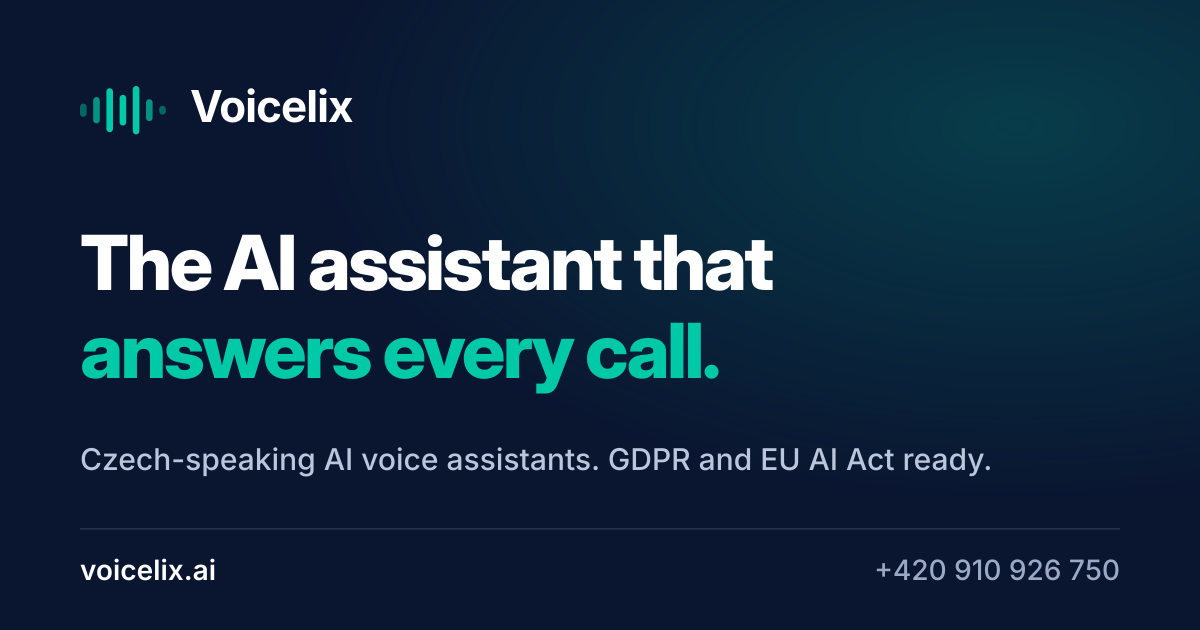 Voicelix
The AI assistant that
answers every call.
Czech-speaking AI voice assistants. GDPR and EU AI Act ready.
voicelix.ai
+420 910 926 750